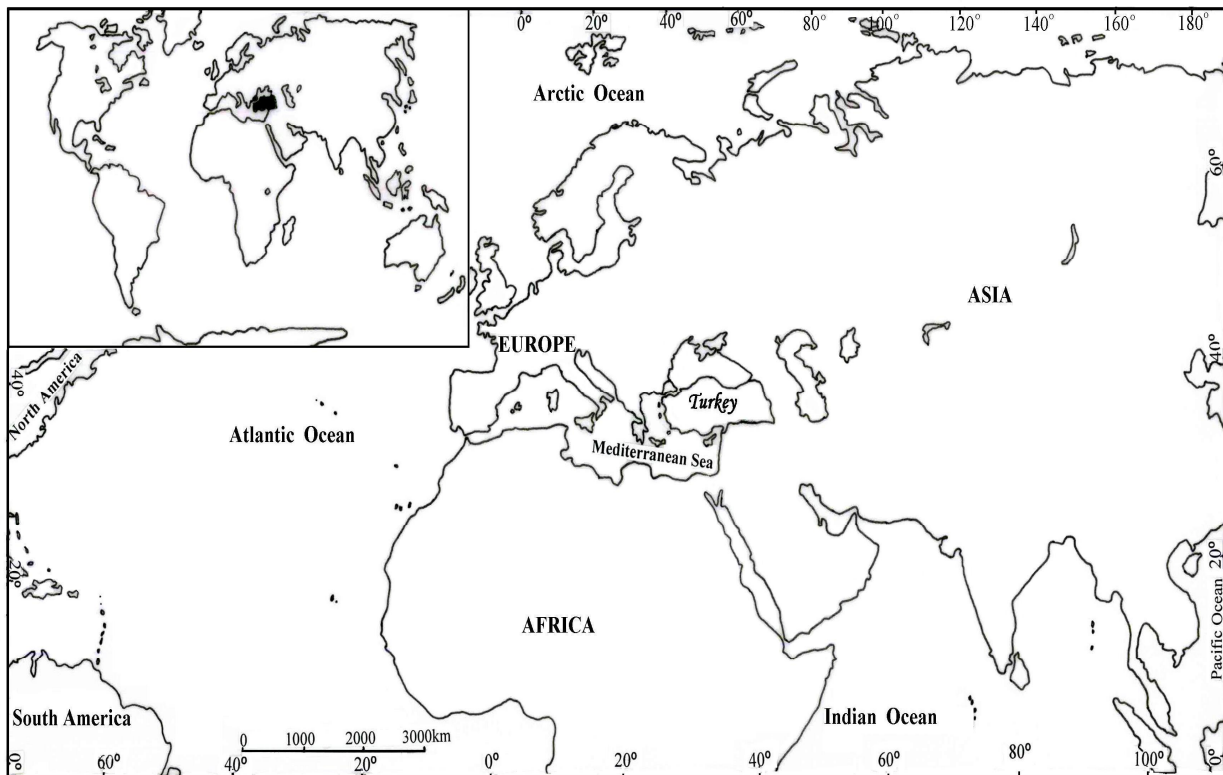 0° 20° 40° 60° 80° 100° 120° 140° 160° 180°
Arctic Ocean
60°
ASIA
EUROPE
40°
40°
North America
Turkey
Atlantic Ocean
Mediterranean Sea
20°
20°
AFRICA
Pacific Ocean
South America
Indian Ocean
0 1000 2000 3000km
0° 60° 40° 20° 0° 20° 40° 80° 100° 0°